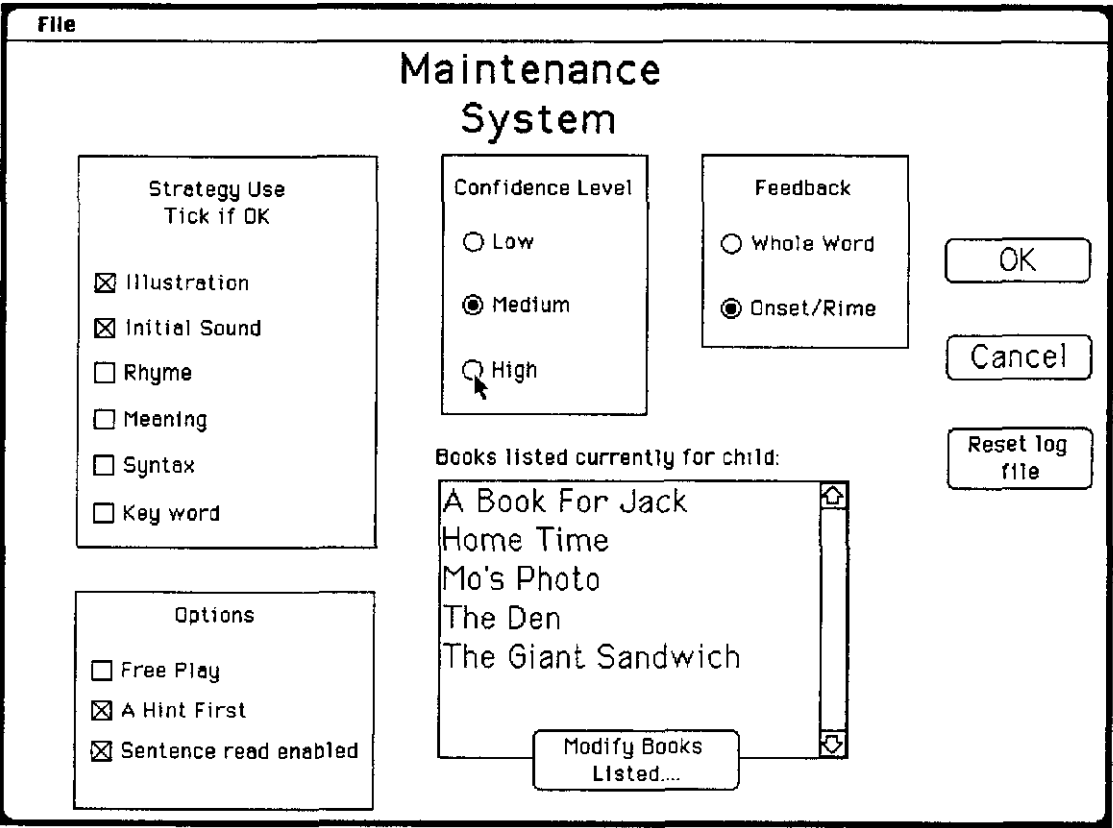 File
Maintenance
System
Strategy Use
Tick if OK
Illustration
Initial Sound
Rhyme
Meaning
Syntax
Key word
Confidence Level
Low
Medium
High
Feedback
Whole Word
Onset/Rime
OK
Cancel
Reset log
file
Options
Free Play
A Hint First
Sentence read enabled
Books listed currently for child:
A Book For Jack
Home Time
Mo's Photo
The Den
The Giant Sandwich
Modify Books
Listed....